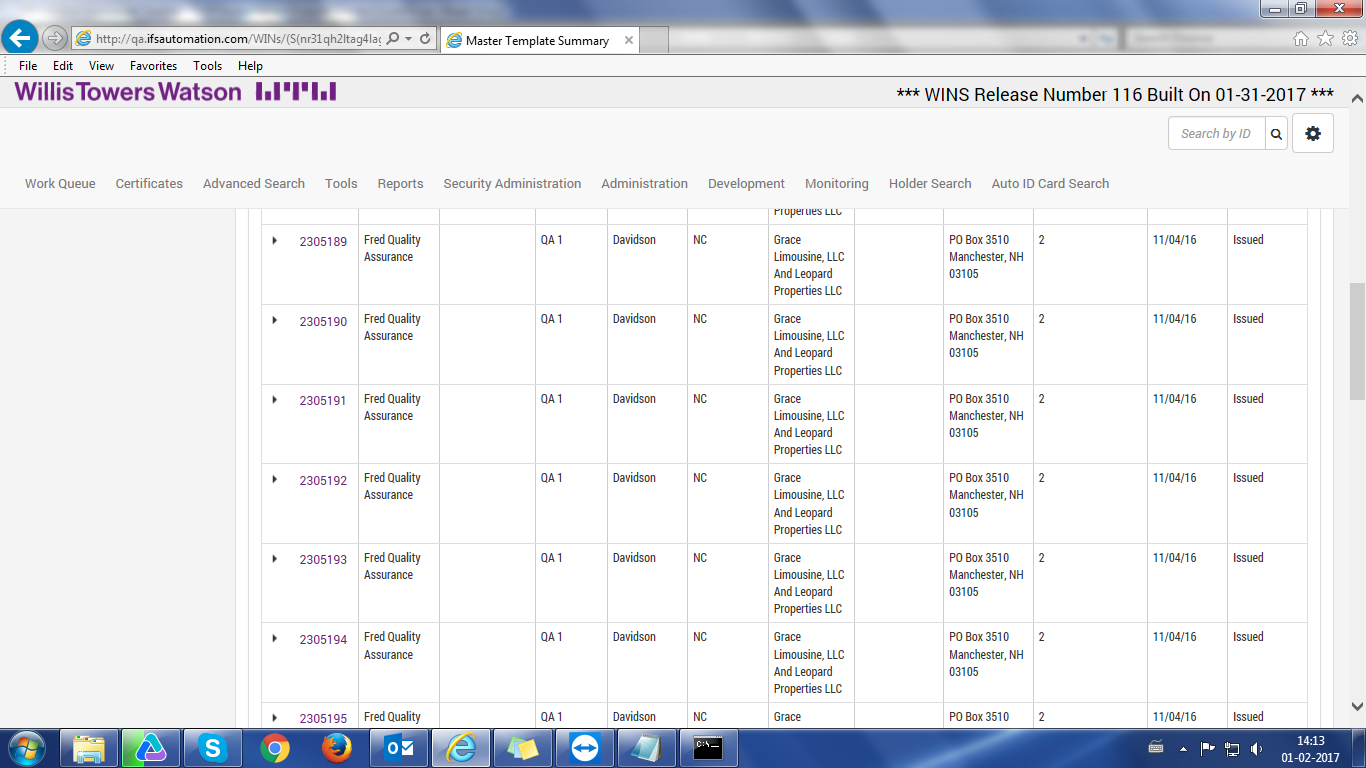 http://qa.ifsautomation.com/WINs/(S(nr31qh2ltag4lag
Master Template Summary
File Edit View Favorites Tools Help
WillisTowersWatson
*** WINS Release Number 116 Built On 01-31-2017 ***
Search by ID
Work Queue Certificates Advanced Search Tools Reports Security Administration Administration Development Monitoring Holder Search Auto ID Card Search
Properties LLC
2305189 Fred Quality QA 1 Davidson NC Grace PO Box 3510 2 11/04/16 Issued
Assurance Limousine, LLC Manchester, NH
And Leopard 03105
Properties LLC
2305190 Fred Quality QA 1 Davidson NC Grace PO Box 3510 2 11/04/16 Issued
Assurance Limousine, LLC Manchester, NH
And Leopard 03105
Properties LLC
2305191 Fred Quality QA 1 Davidson NC Grace PO Box 3510 2 11/04/16 Issued
Assurance Limousine, LLC Manchester, NH
And Leopard 03105
Properties LLC
2305192 Fred Quality QA 1 Davidson NC Grace PO Box 3510 2 11/04/16 Issued
Assurance Limousine, LLC Manchester, NH
And Leopard 03105
Properties LLC
2305193 Fred Quality QA 1 Davidson NC Grace PO Box 3510 2 11/04/16 Issued
Assurance Limousine, LLC Manchester, NH
And Leopard 03105
Properties LLC
2305194 Fred Quality QA 1 Davidson NC Grace PO Box 3510 2 11/04/16 Issued
Assurance Limousine, LLC Manchester, NH
And Leopard 03105
Properties LLC
2305195 Fred Quality QA 1 Davidson NC Grace PO Box 3510 2 11/04/16 Issued
14:13
01-02-2017